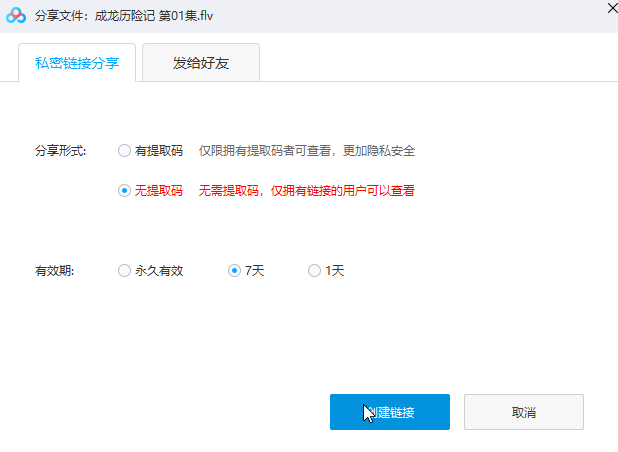 分享文件：成龙历险记 第01集.flv
私密链接分享 发给好友
分享形式: 有提取码 仅限拥有提取码者可查看，更加隐私安全
无提取码 无需提取码，仅拥有链接的用户可以查看
有效期: 永久有效 7天 1天
创建链接 取消